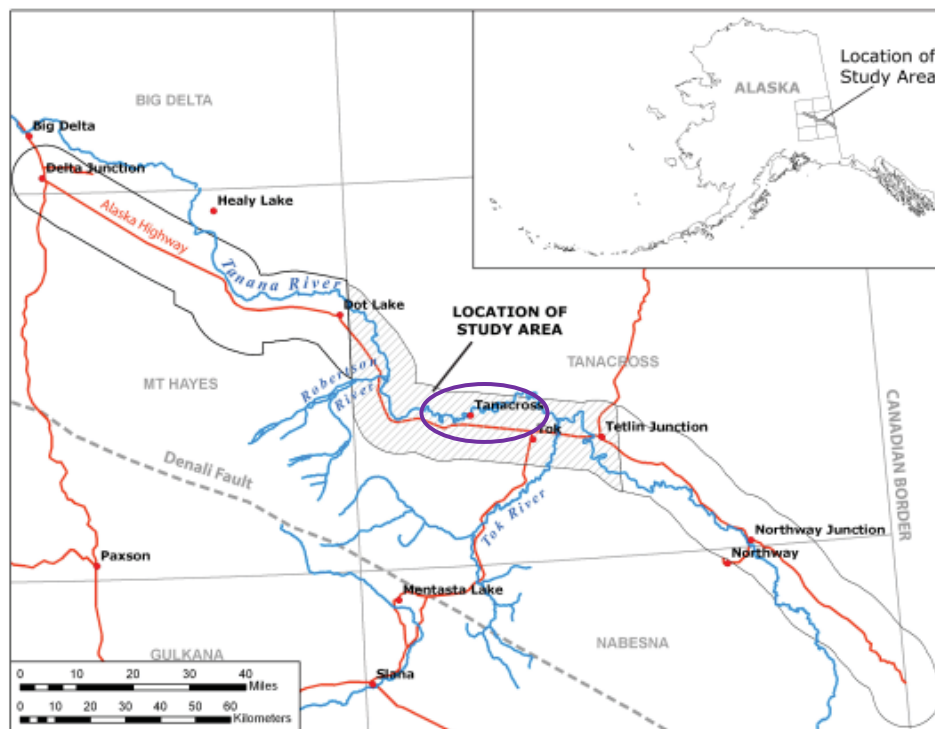 Location of
Study Area
ALASKA
BIG DELTA
Big Delta
Delta Junction
Healy Lake
Alaska Highway
Tanana River
Dot Lake
LOCATION OF
STUDY AREA
TANACROSS
MT HAYES
Robertson
River
Tanacross
Tok
Tetlin Junction
CANADIAN BORDER
Denali Fault
Tok River
Northway Junction
Northway
Paxson
Mentasta Lake
NABESNA
GULKANA
Slana
0 10 20 30 40
Miles
0 10 20 30 40 50 60
Kilometers